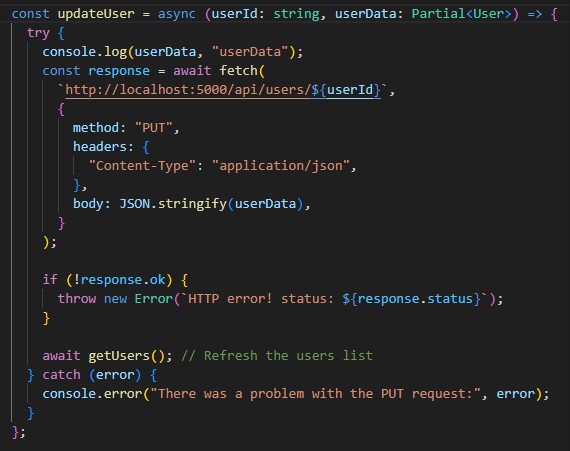 const updateUser = async (userId: string, userData: Partial<User>) => {
  try {
    console.log(userData, "userData");
    const response = await fetch(
      `http://localhost:5000/api/users/${userId}`,
      {
        method: "PUT",
        headers: {
          "Content-Type": "application/json",
        },
        body: JSON.stringify(userData),
      }
    );

    if (!response.ok) {
      throw new Error(`HTTP error! status: ${response.status}`);
    }

    await getUsers(); // Refresh the users list
  } catch (error) {
    console.error("There was a problem with the PUT request:", error);
  }
};